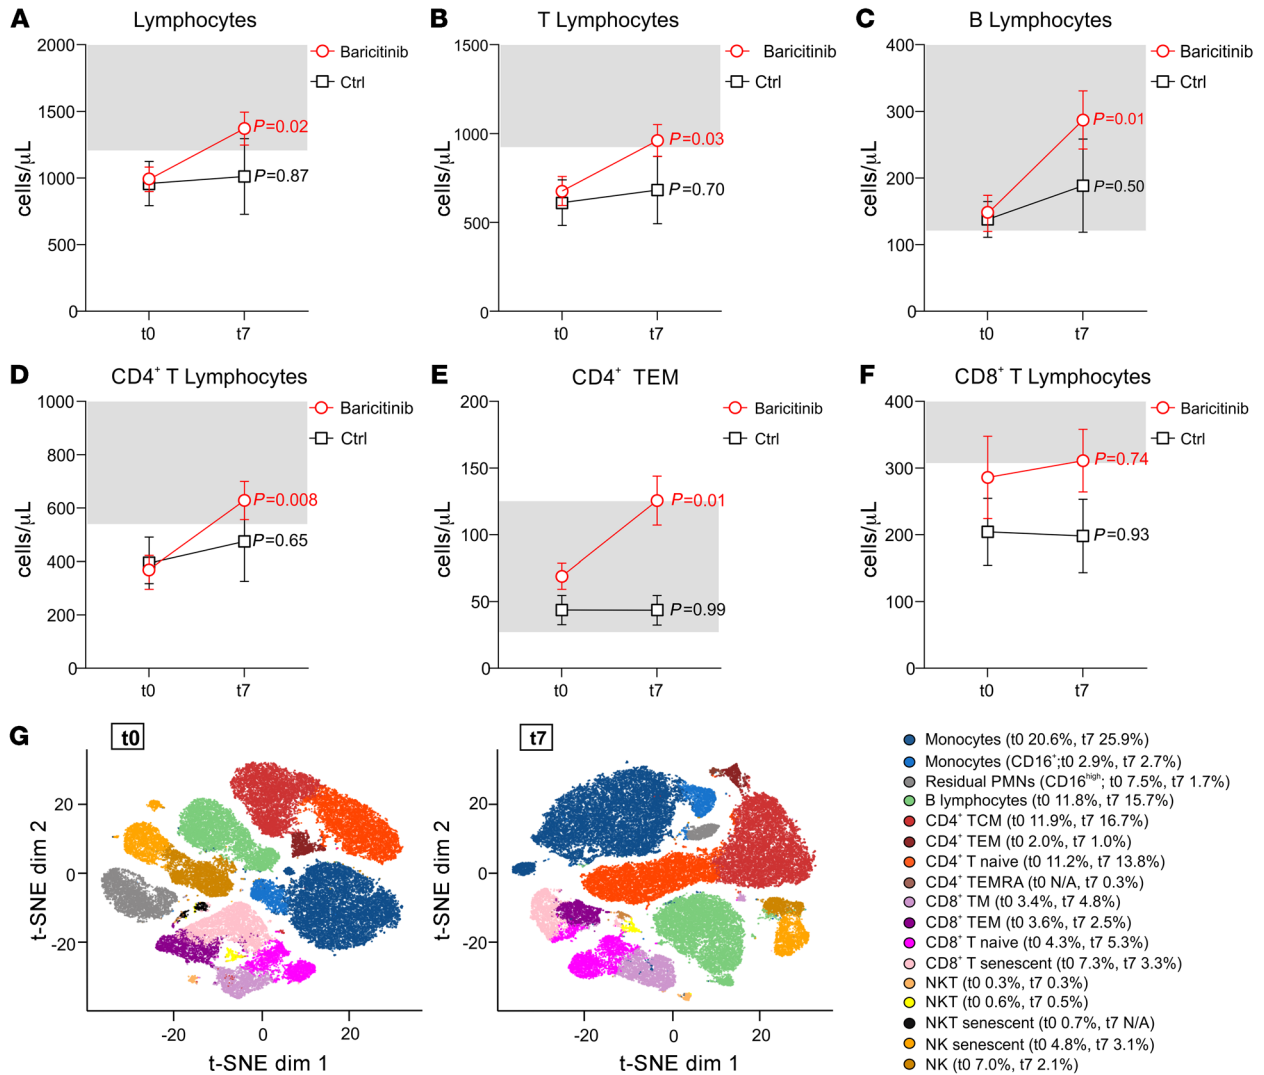 A
Lymphocytes
2000
1500
1000
500
0
cells/μL
t0
t7
Baricitinib
Ctrl
P=0.02
P=0.87
B
T Lymphocytes
1500
1000
500
0
cells/μL
t0
t7
Baricitinib
Ctrl
P=0.03
P=0.70
C
B Lymphocytes
400
300
200
100
0
cells/μL
t0
t7
Baricitinib
Ctrl
P=0.01
P=0.50
D
CD4⁺ T Lymphocytes
1000
800
600
400
200
0
cells/μL
t0
t7
Baricitinib
Ctrl
P=0.008
P=0.65
E
CD4⁺ TEM
200
150
100
50
0
cells/μL
t0
t7
Baricitinib
Ctrl
P=0.01
P=0.99
F
CD8⁺ T Lymphocytes
400
300
200
100
0
cells/μL
t0
t7
Baricitinib
Ctrl
P=0.74
P=0.93
G
t0
20
0
-20
t-SNE dim 2
-20
0
20
t-SNE dim 1
t7
20
0
-20
t-SNE dim 2
-20
0
20
t-SNE dim 1
Monocytes (t0 20.6%, t7 25.9%)
Monocytes (CD16⁺;t0 2.9%, t7 2.7%)
Residual PMNs (CD16ʰⁱᵍʰ; t0 7.5%, t7 1.7%)
B lymphocytes (t0 11.8%, t7 15.7%)
CD4⁺ TCM (t0 11.9%, t7 16.7%)
CD4⁺ TEM (t0 2.0%, t7 1.0%)
CD4⁺ T naive (t0 11.2%, t7 13.8%)
CD4⁺ TEMRA (t0 N/A, t7 0.3%)
CD8⁺ TM (t0 3.4%, t7 4.8%)
CD8⁺ TEM (t0 3.6%, t7 2.5%)
CD8⁺ T naive (t0 4.3%, t7 5.3%)
CD8⁺ T senescent (t0 7.3%, t7 3.3%)
NKT (t0 0.3%, t7 0.3%)
NKT (t0 0.6%, t7 0.5%)
NKT senescent (t0 0.7%, t7 N/A)
NK senescent (t0 4.8%, t7 3.1%)
NK (t0 7.0%, t7 2.1%)